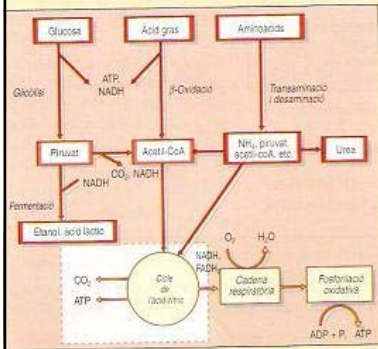 Glucosa
Àcid gras
Aminoàcids
ATP,
NADH
Glicòlisi
β-Oxidació
Transaminació
i desaminació
Piruvat
Acetil-CoA
NH₄, piruvat,
acetil-coA, etc.
Urea
CO₂, NADH
NADH
Fermentació
Etanol, àcid làctic
O₂
H₂O
NADH,
FADH₂
CO₂
ATP
Cicle
de
l'àcid cítric
Cadena
respiratòria
Fosforilació
oxidativa
ADP + Pᵢ
ATP